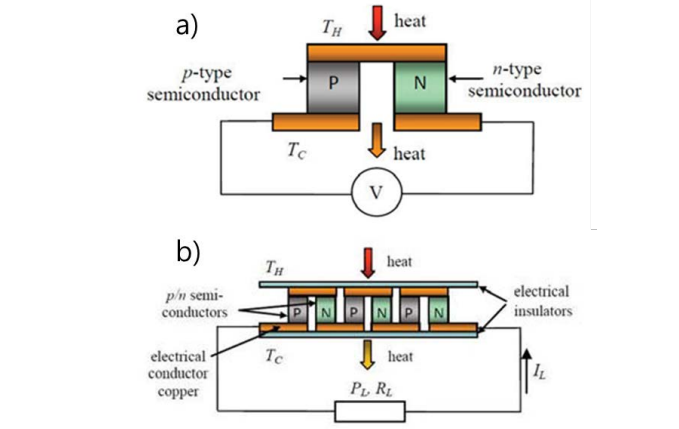 a)
T_H
heat
p-type
semiconductor
P
N
n-type
semiconductor
T_C
heat
V
b)
T_H
heat
p/n semi-
conductors
P N P N P N
electrical
insulators
electrical
conductor
copper
T_C
heat
P_L, R_L
I_L